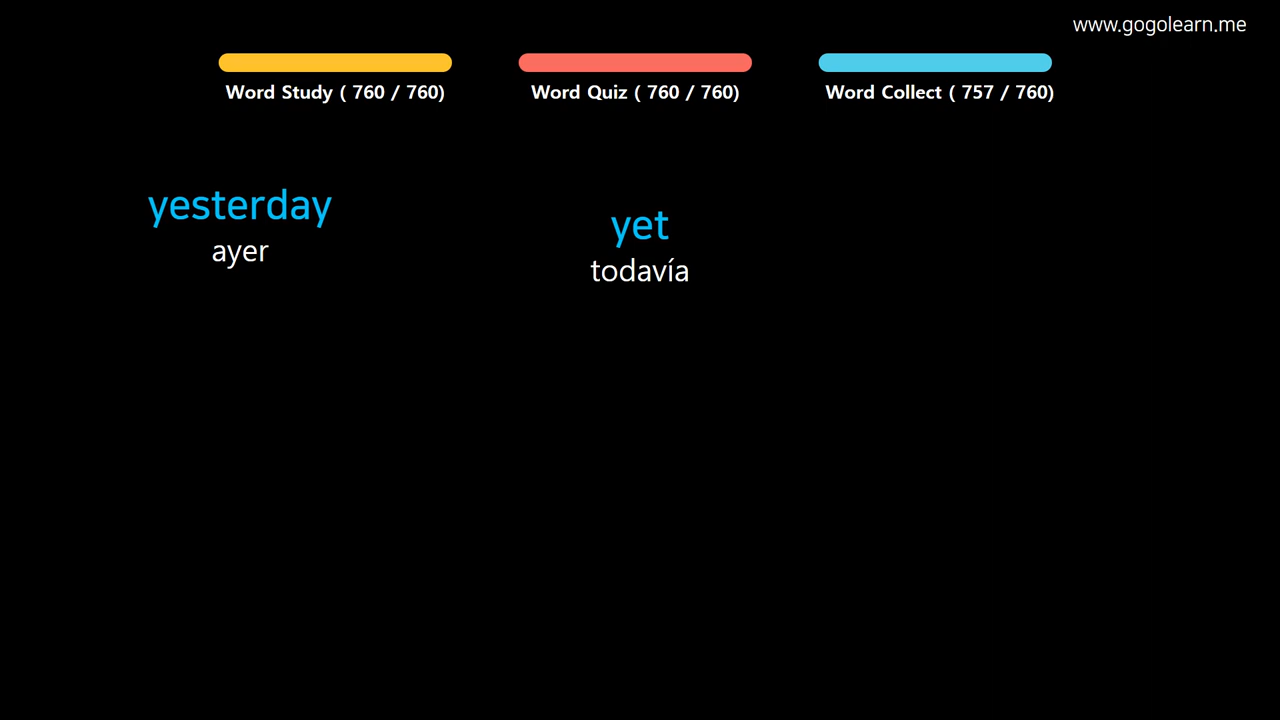 www.gogolearn.me
Word Study ( 760 / 760)
Word Quiz ( 760 / 760)
Word Collect ( 757 / 760)
yesterday
ayer
yet
todavía